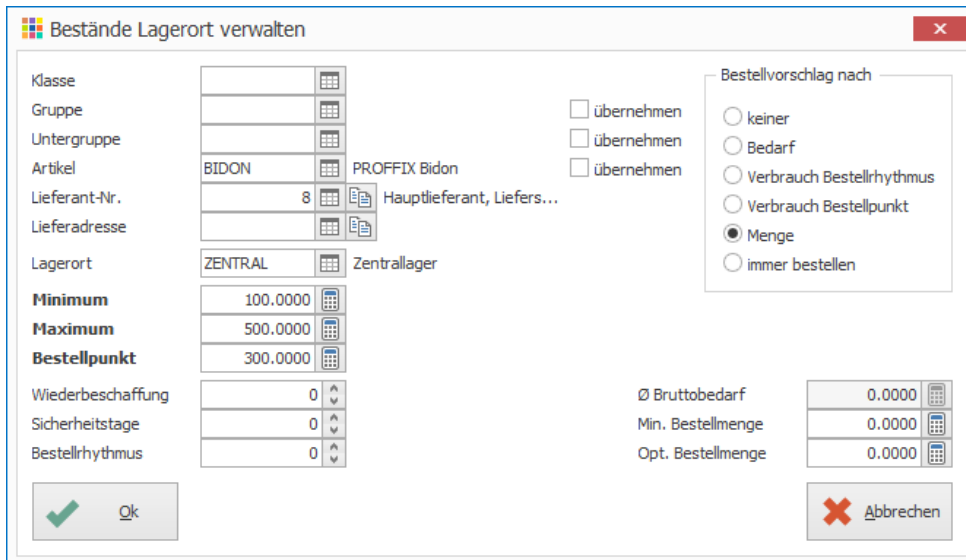 Bestände Lagerort verwalten
Klasse
Gruppe
Untergruppe
Artikel BIDON PROFFIX Bidon
Lieferant-Nr. 8 Hauptlieferant, Liefers...
Lieferadresse
Lagerort ZENTRAL Zentrallager
Minimum 100.0000
Maximum 500.0000
Bestellpunkt 300.0000
Wiederbeschaffung 0
Sicherheitstage 0
Bestellrhythmus 0
übernehmen
übernehmen
übernehmen
Bestellvorschlag nach
keiner
Bedarf
Verbrauch Bestellrhythmus
Verbrauch Bestellpunkt
Menge
immer bestellen
Ø Bruttobedarf 0.0000
Min. Bestellmenge 0.0000
Opt. Bestellmenge 0.0000
Ok
Abbrechen